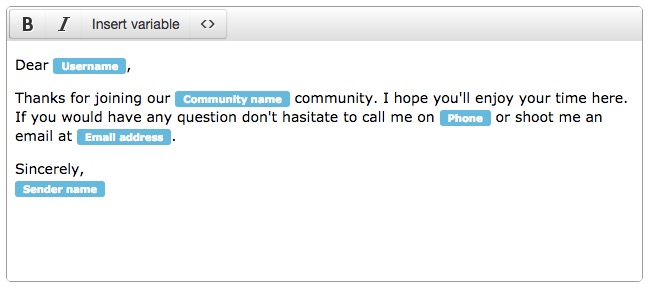 B I Insert variable <>
Dear Username,
Thanks for joining our Community name community. I hope you'll enjoy your time here.
If you would have any question don't hasitate to call me on Phone or shoot me an
email at Email address.
Sincerely,
Sender name